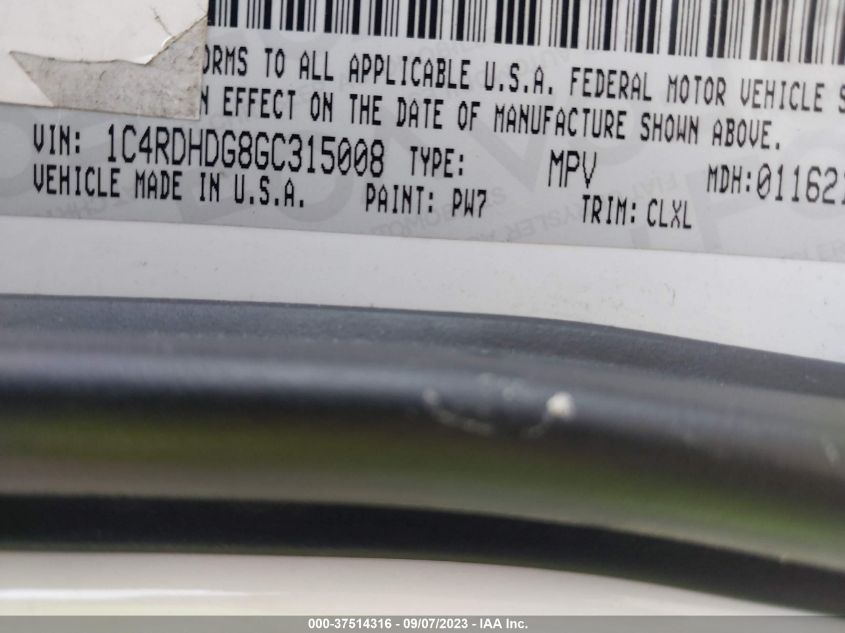 ORMS TO ALL APPLICABLE U.S.A. FEDERAL MOTOR VEHICLE S
N EFFECT ON THE DATE OF MANUFACTURE SHOWN ABOVE.
VIN: 1C4RDHDG8GC315008 TYPE: MPV MDH:011621
VEHICLE MADE IN U.S.A. PAINT: PW7 TRIM: CLXL
000-37514316 - 09/07/2023 - IAA Inc.